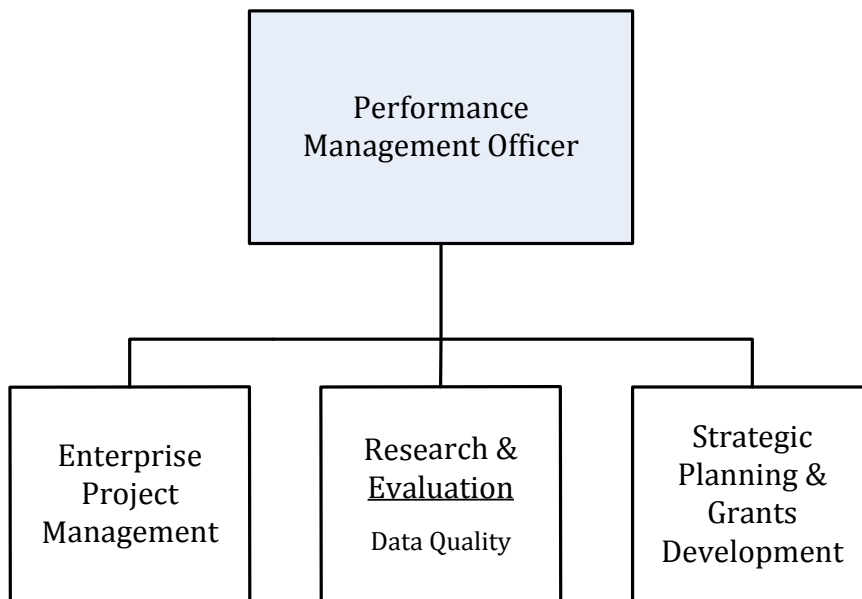 Performance
Management Officer
Enterprise
Project
Management
Research &
Evaluation
Data Quality
Strategic
Planning &
Grants
Development